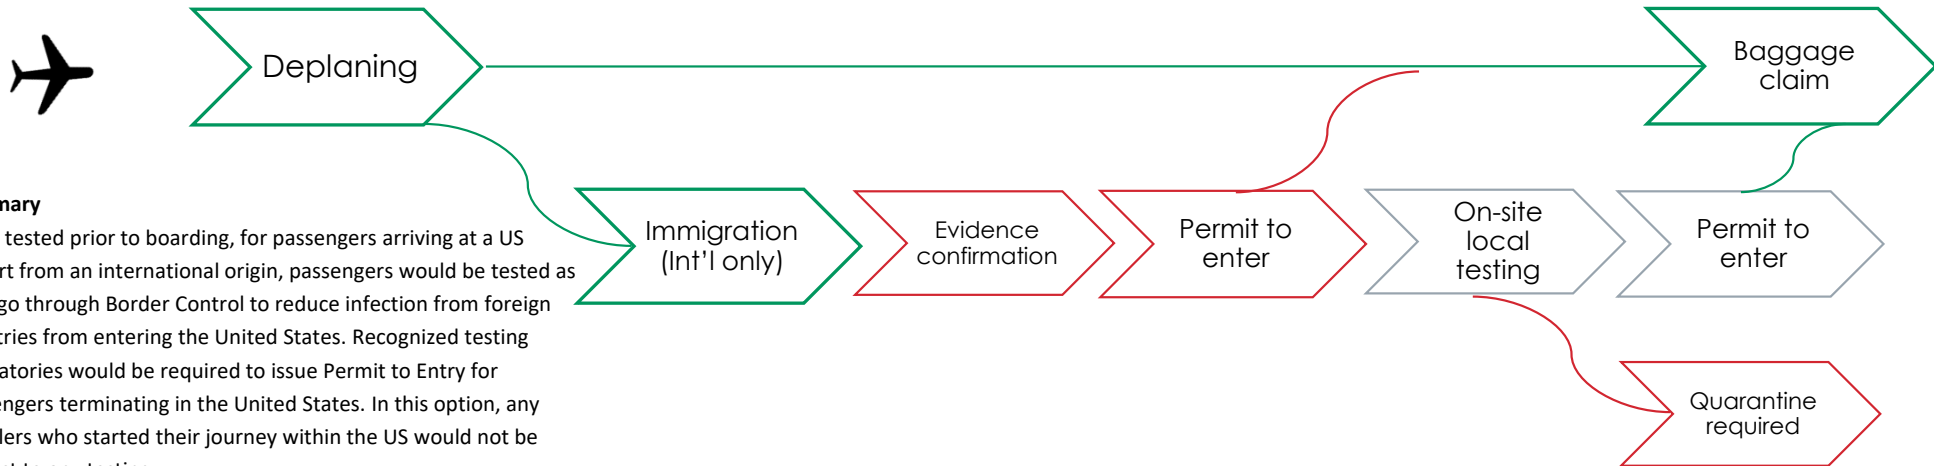 Deplaning
Baggage
claim
Immigration
(Int'l only)
Evidence
confirmation
Permit to
enter
On-site
local
testing
Permit to
enter
Quarantine
required
mary
tested prior to boarding, for passengers arriving at a US
rt from an international origin, passengers would be tested as
go through Border Control to reduce infection from foreign
tries from entering the United States. Recognized testing
ratories would be required to issue Permit to Entry for
engers terminating in the United States. In this option, any
lers who started their journey within the US would not be